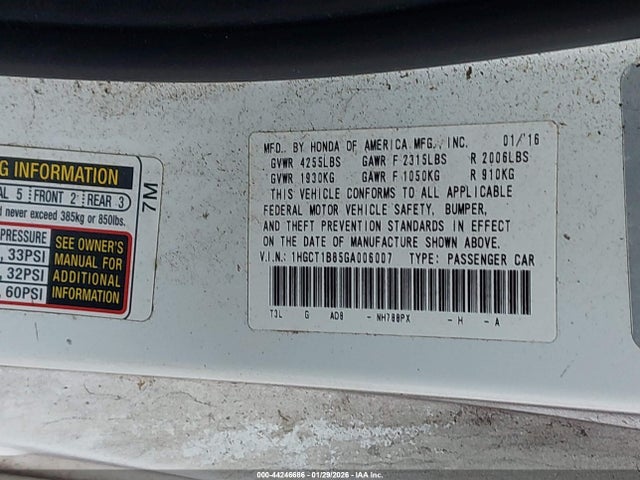 G INFORMATION
AL 5 FRONT 2 REAR 3
d never exceed 385kg or 850lbs.
PRESSURE
, 33PSI
, 32PSI
, 60PSI
SEE OWNER'S
MANUAL FOR
ADDITIONAL
INFORMATION
7M
MFD. BY HONDA OF AMERICA MFG., INC. 01/'16
GVWR 4255LBS GAWR F 2315LBS R 2006LBS
GVWR 1930KG GAWR F 1050KG R 910KG
THIS VEHICLE CONFORMS TO ALL APPLICABLE
FEDERAL MOTOR VEHICLE SAFETY, BUMPER,
AND THEFT PREVENTION STANDARDS IN EFFECT
ON THE DATE OF MANUFACTURE SHOWN ABOVE.
V.I.N.: 1HGCT1B85GA006007 TYPE: PASSENGER CAR
T3L G AD8 - NH788PX - H - A
000-44246686 - 01/29/2026 - IAA Inc.